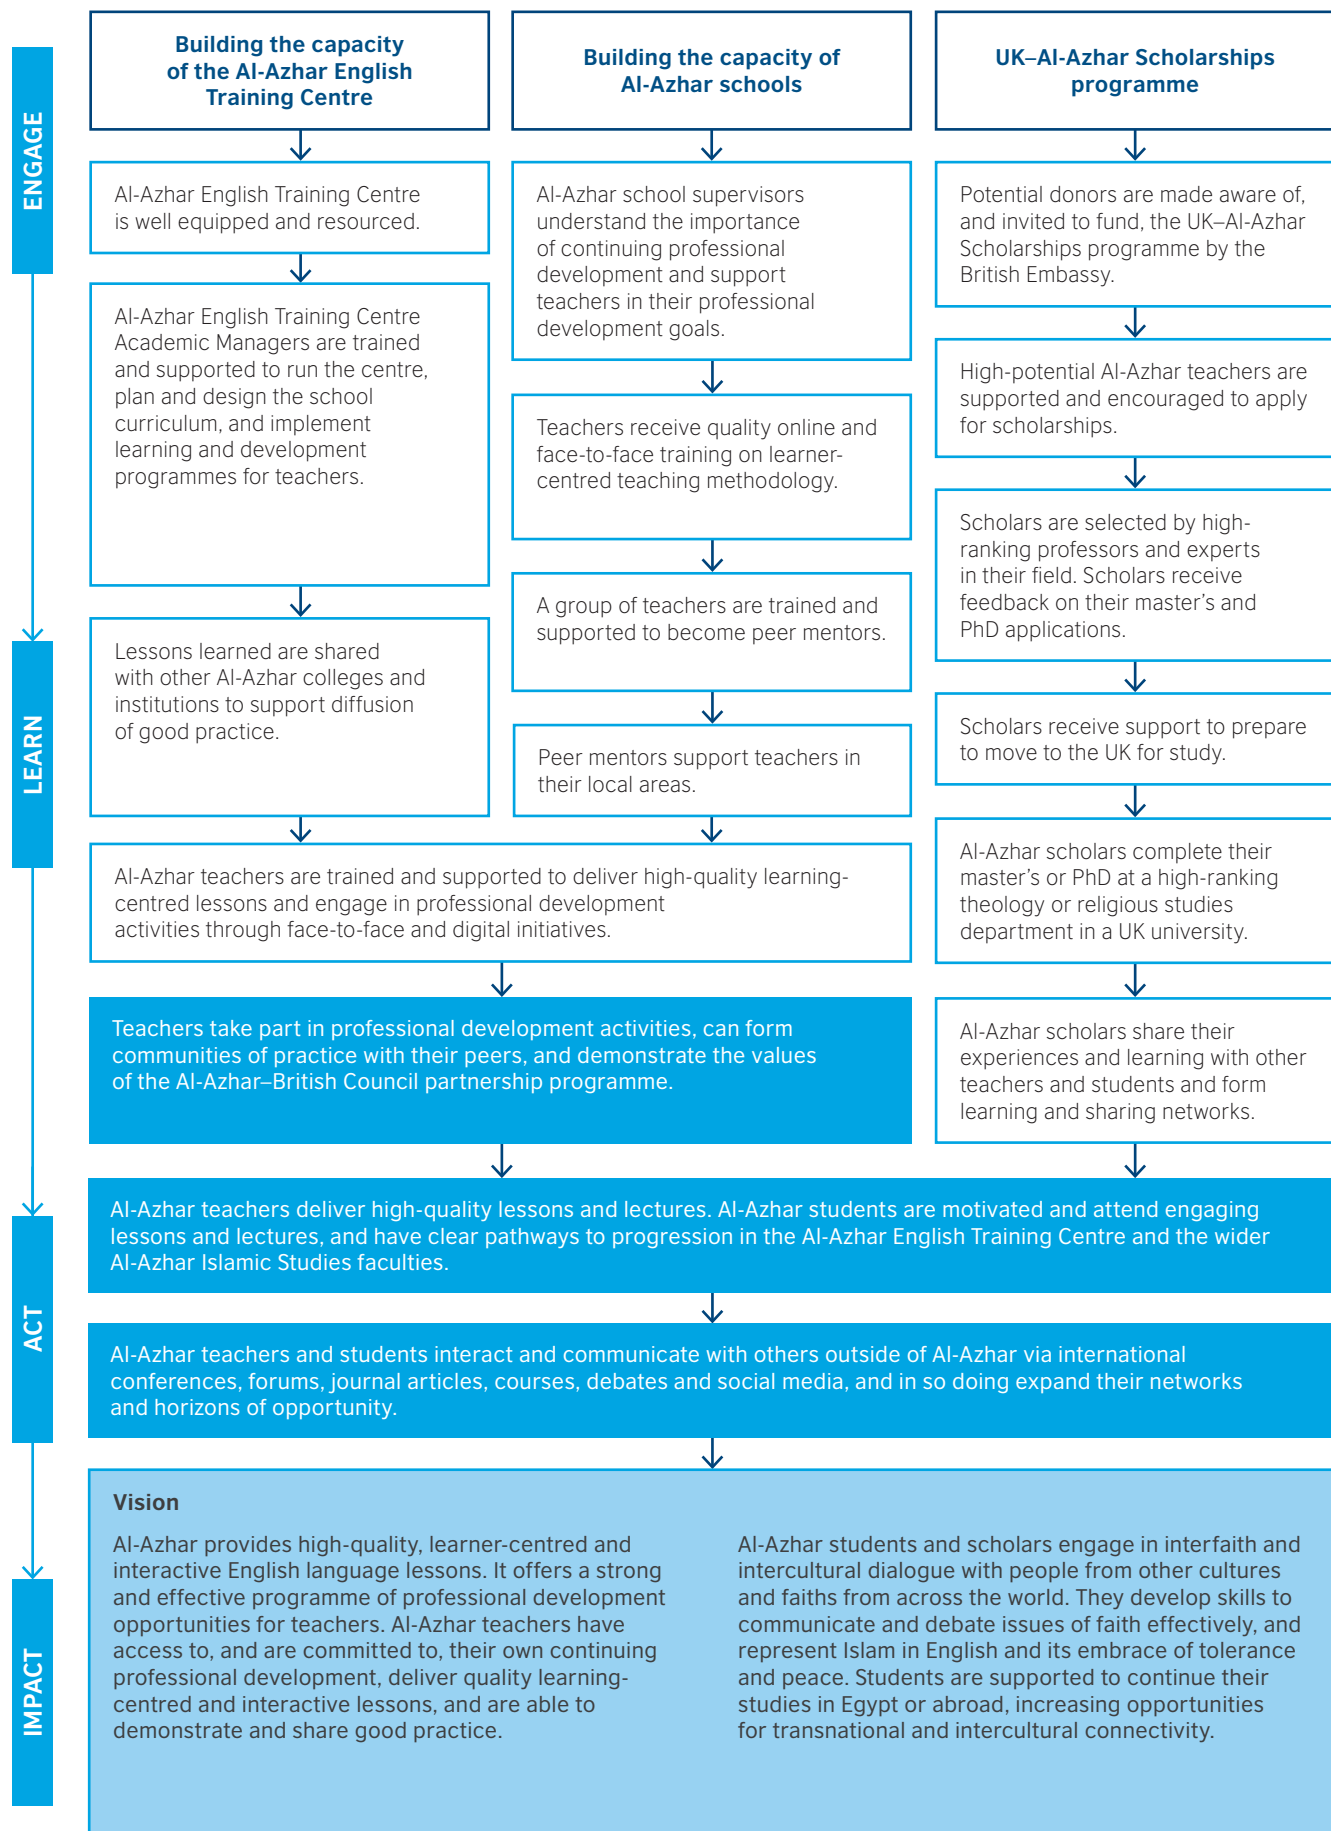 ENGAGE
LEARN
ACT
IMPACT
Building the capacity
of the Al-Azhar English
Training Centre
Al-Azhar English Training Centre
is well equipped and resourced.
Al-Azhar English Training Centre
Academic Managers are trained
and supported to run the centre,
plan and design the school
curriculum, and implement
learning and development
programmes for teachers.
Lessons learned are shared
with other Al-Azhar colleges and
institutions to support diffusion
of good practice.
Building the capacity of
Al-Azhar schools
Al-Azhar school supervisors
understand the importance
of continuing professional
development and support
teachers in their professional
development goals.
Teachers receive quality online and
face-to-face training on learner-
centred teaching methodology.
A group of teachers are trained and
supported to become peer mentors.
Peer mentors support teachers in
their local areas.
Al-Azhar teachers are trained and supported to deliver high-quality learning-
centred lessons and engage in professional development
activities through face-to-face and digital initiatives.
Teachers take part in professional development activities, can form
communities of practice with their peers, and demonstrate the values
of the Al-Azhar–British Council partnership programme.
UK–Al-Azhar Scholarships
programme
Potential donors are made aware of,
and invited to fund, the UK–Al-Azhar
Scholarships programme by the
British Embassy.
High-potential Al-Azhar teachers are
supported and encouraged to apply
for scholarships.
Scholars are selected by high-
ranking professors and experts
in their field. Scholars receive
feedback on their master's and
PhD applications.
Scholars receive support to prepare
to move to the UK for study.
Al-Azhar scholars complete their
master's or PhD at a high-ranking
theology or religious studies
department in a UK university.
Al-Azhar scholars share their
experiences and learning with other
teachers and students and form
learning and sharing networks.
Al-Azhar teachers deliver high-quality lessons and lectures. Al-Azhar students are motivated and attend engaging
lessons and lectures, and have clear pathways to progression in the Al-Azhar English Training Centre and the wider
Al-Azhar Islamic Studies faculties.
Al-Azhar teachers and students interact and communicate with others outside of Al-Azhar via international
conferences, forums, journal articles, courses, debates and social media, and in so doing expand their networks
and horizons of opportunity.
Vision
Al-Azhar provides high-quality, learner-centred and
interactive English language lessons. It offers a strong
and effective programme of professional development
opportunities for teachers. Al-Azhar teachers have
access to, and are committed to, their own continuing
professional development, deliver quality learning-
centred and interactive lessons, and are able to
demonstrate and share good practice.
Al-Azhar students and scholars engage in interfaith and
intercultural dialogue with people from other cultures
and faiths from across the world. They develop skills to
communicate and debate issues of faith effectively, and
represent Islam in English and its embrace of tolerance
and peace. Students are supported to continue their
studies in Egypt or abroad, increasing opportunities
for transnational and intercultural connectivity.